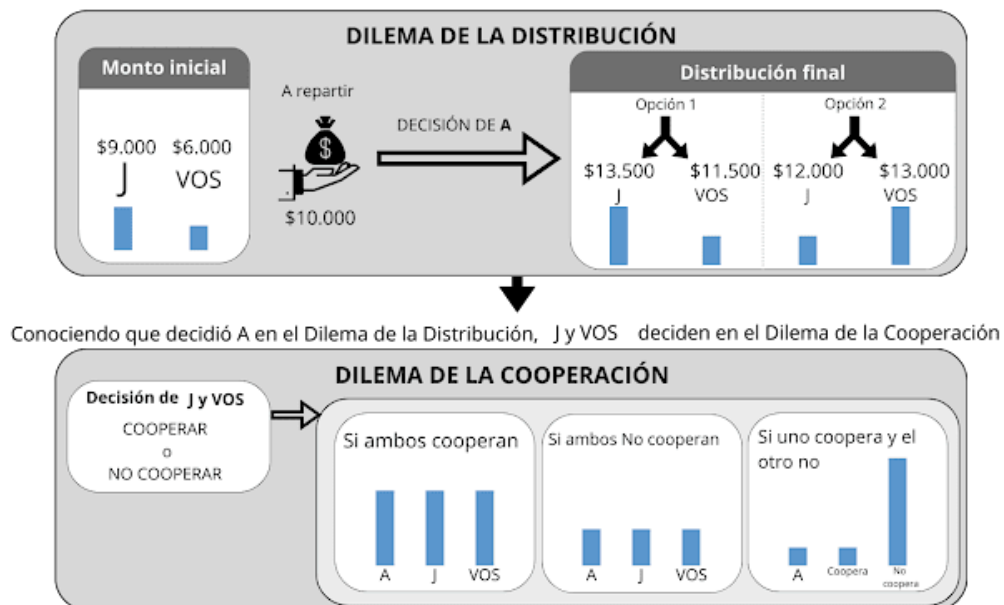 DILEMA DE LA DISTRIBUCIÓN
Monto inicial
$9.000 $6.000
J VOS
A repartir
$
$10.000
DECISIÓN DE A
Distribución final
Opción 1
Opción 2
$13.500 $11.500 $12.000 $13.000
J VOS J VOS
Conociendo que decidió A en el Dilema de la Distribución, J y VOS deciden en el Dilema de la Cooperación
DILEMA DE LA COOPERACIÓN
Decisión de J y VOS
COOPERAR
o
NO COOPERAR
Si ambos cooperan
A J VOS
Si ambos No cooperan
A J VOS
Si uno coopera y el
otro no
A Coopera No
coopera